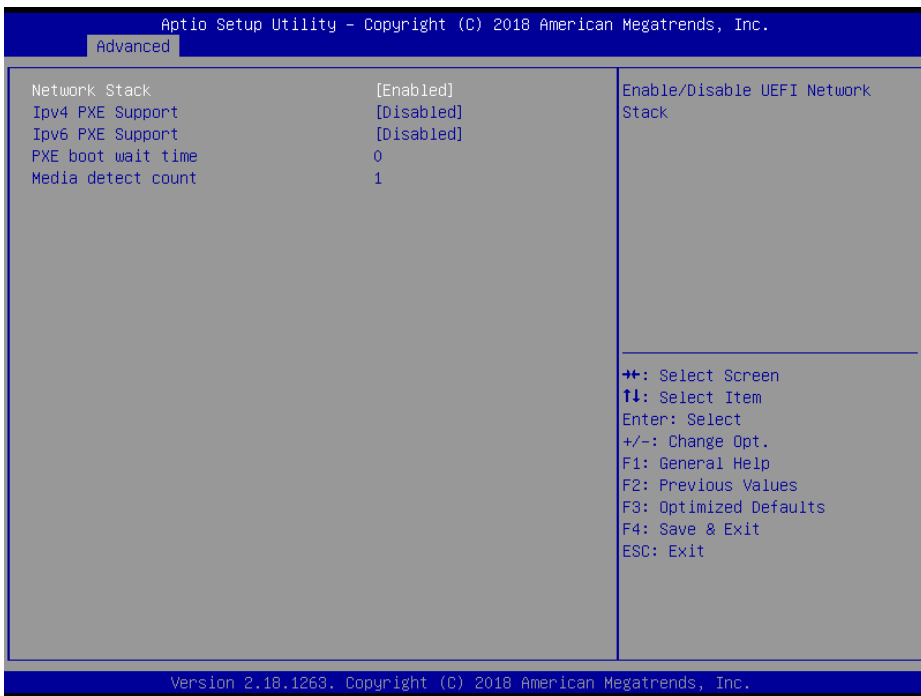 Aptio Setup Utility – Copyright (C) 2018 American Megatrends, Inc.
Advanced
Network Stack [Enabled]
Ipv4 PXE Support [Disabled]
Ipv6 PXE Support [Disabled]
PXE boot wait time 0
Media detect count 1
Enable/Disable UEFI Network
Stack
→←: Select Screen
↑↓: Select Item
Enter: Select
+/-: Change Opt.
F1: General Help
F2: Previous Values
F3: Optimized Defaults
F4: Save & Exit
ESC: Exit
Version 2.18.1263. Copyright (C) 2018 American Megatrends, Inc.